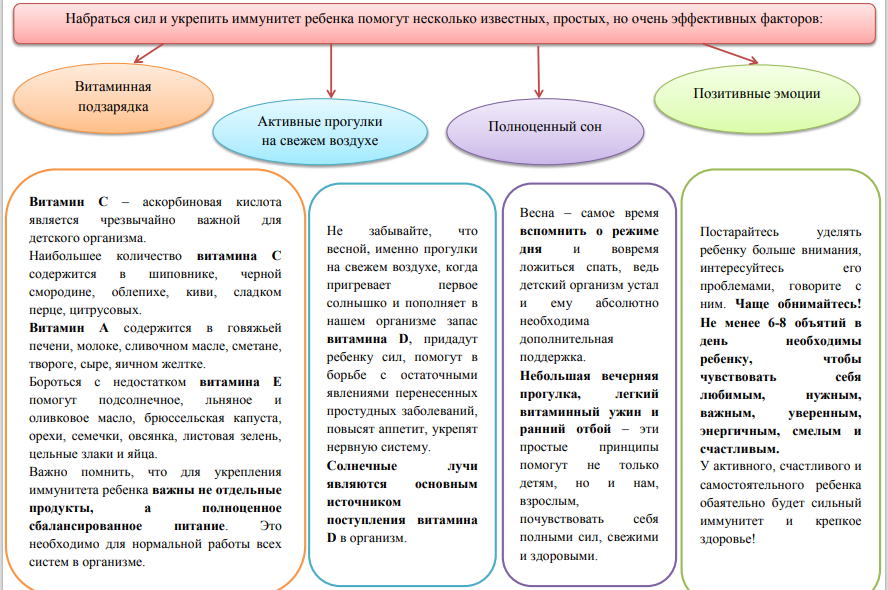 Набраться сил и укрепить иммунитет ребенка помогут несколько известных, простых, но очень эффективных факторов:
Витаминная
подзарядка
Активные прогулки
на свежем воздухе
Полноценный сон
Позитивные эмоции
Витамин С – аскорбиновая кислота
является чрезвычайно важной для
детского организма.
Наибольшее количество витамина С
содержится в шиповнике, черной
смородине, облепихе, киви, сладком
перце, цитрусовых.
Витамин А содержится в говяжьей
печени, молоке, сливочном масле, сметане,
твороге, сыре, яичном желтке.
Бороться с недостатком витамина Е
помогут подсолнечное, льняное и
оливковое масло, брюссельская капуста,
орехи, семечки, овсянка, листовая зелень,
цельные злаки и яйца.
Важно помнить, что для укрепления
иммунитета ребенка важны не отдельные
продукты, а полноценное
сбалансированное питание. Это
необходимо для нормальной работы всех
систем в организме.
Не забывайте, что
весной, именно прогулки
на свежем воздухе, когда
пригревает первое
солнышко и пополняет в
нашем организме запас
витамина D, придадут
ребенку сил, помогут в
борьбе с остаточными
явлениями перенесенных
простудных заболеваний,
повысят аппетит, укрепят
нервную систему.
Солнечные лучи
являются основным
источником
поступления витамина
D в организм.
Весна – самое время
вспомнить о режиме
дня и вовремя
ложиться спать, ведь
детский организм устал
и ему абсолютно
необходима
дополнительная
поддержка.
Небольшая вечерняя
прогулка, легкий
витаминный ужин и
ранний отбой – эти
простые принципы
помогут не только
детям, но и нам,
взрослым,
почувствовать себя
полными сил, свежими
и здоровыми.
Постарайтесь уделять
ребенку больше внимания,
интересуйтесь его
проблемами, говорите с
ним. Чаще обнимайтесь!
Не менее 6-8 объятий в
день необходимы
ребенку, чтобы
чувствовать себя
любимым, нужным,
важным, уверенным,
энергичным, смелым и
счастливым.
У активного, счастливого и
самостоятельного ребенка
обаятельно будет сильный
иммунитет и крепкое
здоровье!